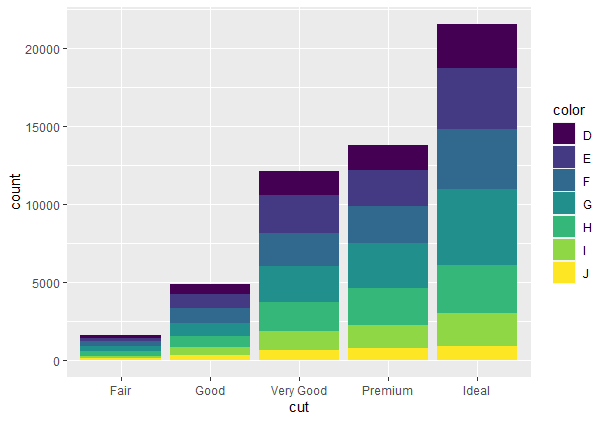 20000
15000
10000
5000
0
count
Fair Good Very Good Premium Ideal
cut
color
D
E
F
G
H
I
J